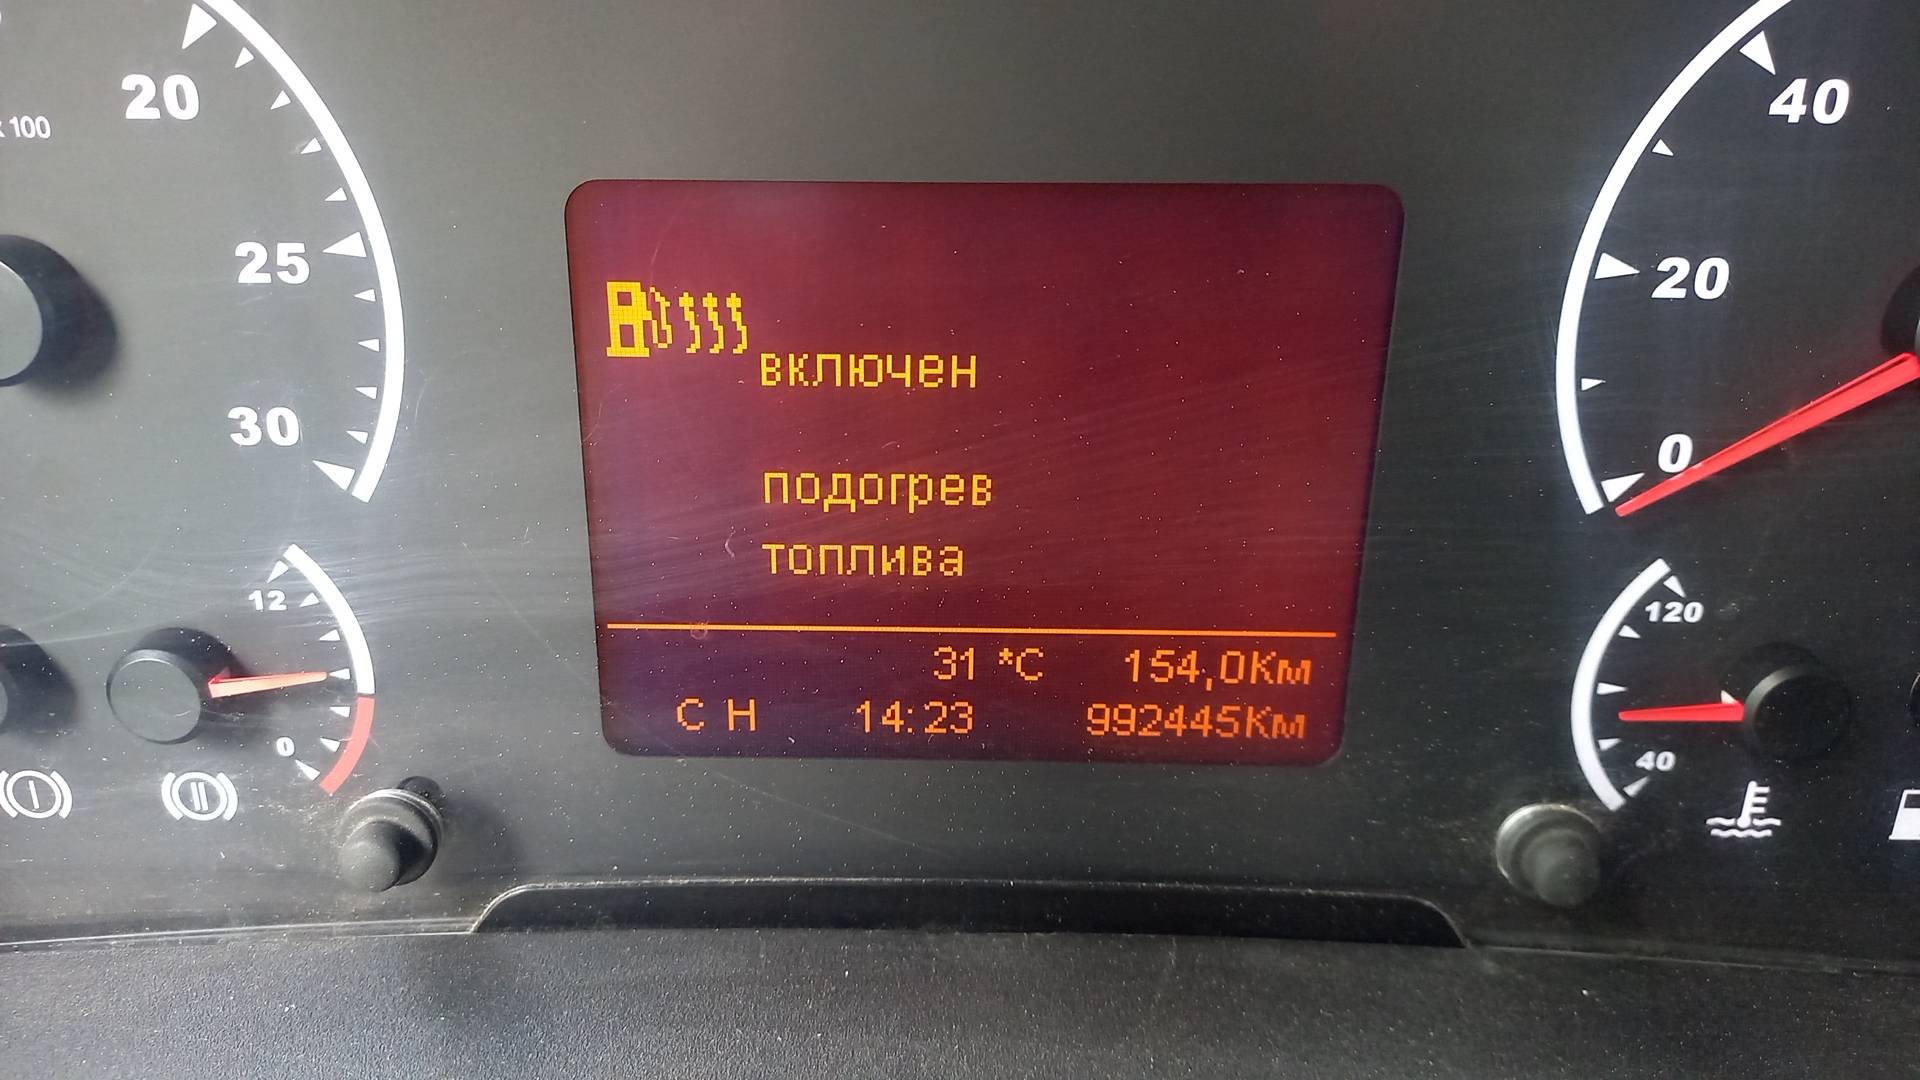 20
x 100
25
30
12
0
включен
подогрев
топлива
31 *C 154,0Км
С Н 14:23 992445Км
40
20
0
120
40